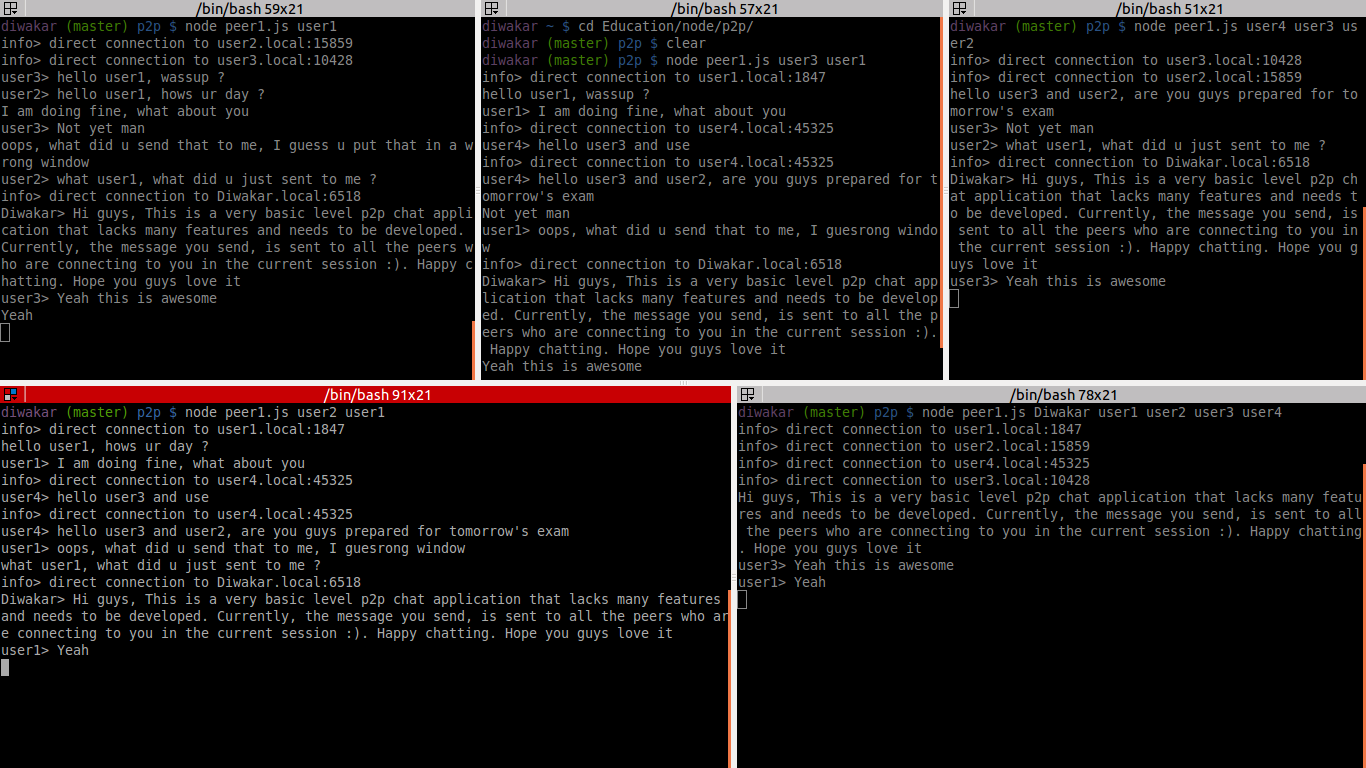 /bin/bash 59x21
diwakar (master) p2p $ node peer1.js user1
info> direct connection to user2.local:15859
info> direct connection to user3.local:10428
user3> hello user1, wassup ?
user2> hello user1, hows ur day ?
I am doing fine, what about you
user3> Not yet man
oops, what did u send that to me, I guess u put that in a w
rong window
user2> what user1, what did u just sent to me ?
info> direct connection to Diwakar.local:6518
Diwakar> Hi guys, This is a very basic level p2p chat appli
cation that lacks many features and needs to be developed.
Currently, the message you send, is sent to all the peers w
ho are connecting to you in the current session :). Happy c
hatting. Hope you guys love it
user3> Yeah this is awesome
Yeah
/bin/bash 57x21
diwakar ~ $ cd Education/node/p2p/
diwakar (master) p2p $ clear
diwakar (master) p2p $ node peer1.js user3 user1
info> direct connection to user1.local:1847
hello user1, wassup ?
user1> I am doing fine, what about you
info> direct connection to user4.local:45325
user4> hello user3 and use
info> direct connection to user4.local:45325
user4> hello user3 and user2, are you guys prepared for t
omorrow's exam
Not yet man
user1> oops, what did u send that to me, I guesrong windo
w
info> direct connection to Diwakar.local:6518
Diwakar> Hi guys, This is a very basic level p2p chat app
lication that lacks many features and needs to be develop
ed. Currently, the message you send, is sent to all the p
eers who are connecting to you in the current session :).
Happy chatting. Hope you guys love it
Yeah this is awesome
/bin/bash 51x21
diwakar (master) p2p $ node peer1.js user4 user3 us
er2
info> direct connection to user3.local:10428
info> direct connection to user2.local:15859
hello user3 and user2, are you guys prepared for to
morrow's exam
user3> Not yet man
user2> what user1, what did u just sent to me ?
info> direct connection to Diwakar.local:6518
Diwakar> Hi guys, This is a very basic level p2p ch
at application that lacks many features and needs t
o be developed. Currently, the message you send, is
sent to all the peers who are connecting to you in
the current session :). Happy chatting. Hope you g
uys love it
user3> Yeah this is awesome
/bin/bash 91x21
diwakar (master) p2p $ node peer1.js user2 user1
info> direct connection to user1.local:1847
hello user1, hows ur day ?
user1> I am doing fine, what about you
info> direct connection to user4.local:45325
user4> hello user3 and use
info> direct connection to user4.local:45325
user4> hello user3 and user2, are you guys prepared for tomorrow's exam
user1> oops, what did u send that to me, I guesrong window
what user1, what did u just sent to me ?
info> direct connection to Diwakar.local:6518
Diwakar> Hi guys, This is a very basic level p2p chat application that lacks many features
and needs to be developed. Currently, the message you send, is sent to all the peers who ar
e connecting to you in the current session :). Happy chatting. Hope you guys love it
user1> Yeah
/bin/bash 78x21
diwakar (master) p2p $ node peer1.js Diwakar user1 user2 user3 user4
info> direct connection to user1.local:1847
info> direct connection to user2.local:15859
info> direct connection to user4.local:45325
info> direct connection to user3.local:10428
Hi guys, This is a very basic level p2p chat application that lacks many featu
res and needs to be developed. Currently, the message you send, is sent to all
the peers who are connecting to you in the current session :). Happy chatting
. Hope you guys love it
user3> Yeah this is awesome
user1> Yeah